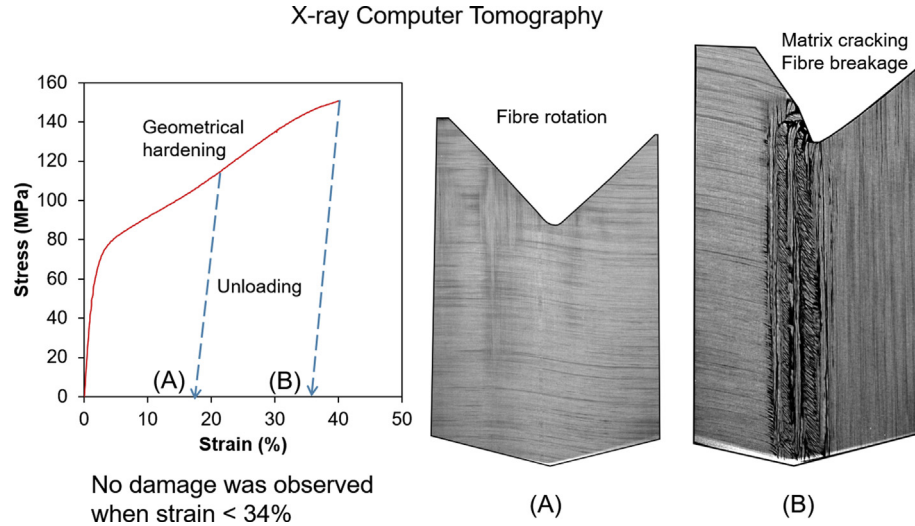 X-ray Computer Tomography
160
140
120
100
80
60
40
20
0
Stress (MPa)
Geometrical
hardening
Unloading
(A)
(B)
0
10
20
30
40
50
Strain (%)
No damage was observed
when strain < 34%
Fibre rotation
(A)
Matrix cracking
Fibre breakage
(B)